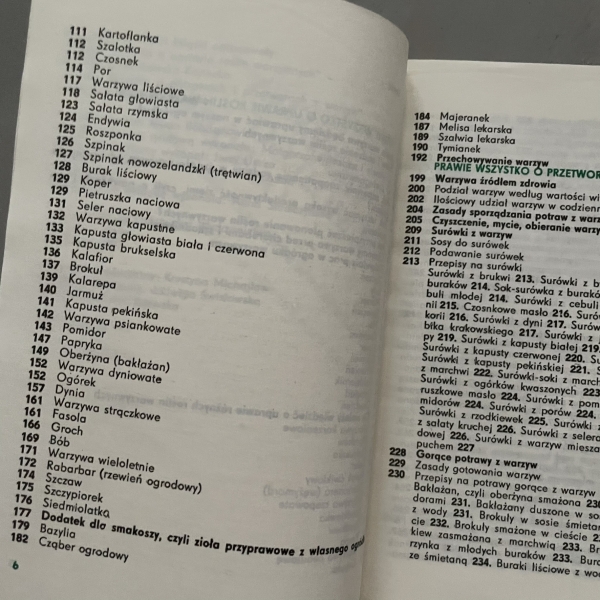 111 Kartoflanka
112 Szalotka
112 Czosnek
114 Por
117 Warzywa liściowe
118 Sałata głowiasta
123 Sałata rzymska
124 Endywia
125 Roszponka
126 Szpinak
127 Szpinak nowozelandzki (trętwian)
128 Burak liściowy
129 Koper
129 Pietruszka naciowa
131 Seler naciowy
132 Warzywa kapustne
133 Kapusta głowiasta biała i czerwona
135 Kapusta brukselska
136 Kalafior
137 Brokuł
139 Kalarepa
140 Jarmuż
141 Kapusta pekińska
142 Warzywa psiankowate
143 Pomidor
147 Papryka
149 Oberżyna (bakłażan)
152 Warzywa dyniowate
152 Ogórek
157 Dynia
161 Warzywa strączkowe
161 Fasola
166 Groch
169 Bób
171 Warzywa wieloletnie
172 Rabarbar (rzewień ogrodowy)
174 Szczaw
175 Szczypiorek
176 Siedmiolatka
177 Dodatek dla smakoszy, czyli zioła przyprawowe z własnego
179 Bazylia
182 Cząber ogrodowy
6
184 Majeranek
187 Melisa lekarska
189 Szałwia lekarska
190 Tymianek
192 Przechowywanie warzyw
PRAWIE WSZYSTKO O
199 Warzywa źródłem zdrowia
200 Podział warzyw według wartości
202 Ilościowy udział warzyw w
204 Zasady sporządzania potraw z
205 Czyszczenie, mycie, obieranie
209 Surówki z warzyw
211 Sosy do surówek
212 Podawanie surówek
213 Przepisy na surówki
Surówki z brukwi 213. Surówki z
buraków 214. Sok-surówka z
buli młodej 214. Surówki z cebuli
nii 215. Czosnkowe masło 216.
korii 216. Surówki z dyni 217. Surówki z
błka krakowskiego 217. Surówki z
py 219. Surówki z kapusty białej 219.
Surówki z kapusty czerwonej 220.
Surówki z kapusty pekińskiej 221.
z marchwi 222. Surówki-soki z
Surówki z ogórków kwaszonych 223
ruszkowe masło 224. Surówki z
midorów 224. Surówki z porów 224.
Surówki z rzodkiewek 225. Surówki
z sałaty kruchej 226. Surówki z
dowej 226. Surówki z warzyw
puchem 227
228 Gorące potrawy z warzyw
229 Zasady gotowania warzyw
230 Przepisy na potrawy gorące z warzyw
Bakłażan, czyli oberżyna smażona
dorami 231. Bakłażany duszone w
z wody 231. Brokuły w sosie
cie 232. Brokuły smażone w cieście
kiew zasmażana z marchwią 233.
rzynka z młodych buraków 233.
ze śmietaną 234. Buraki liściowe z